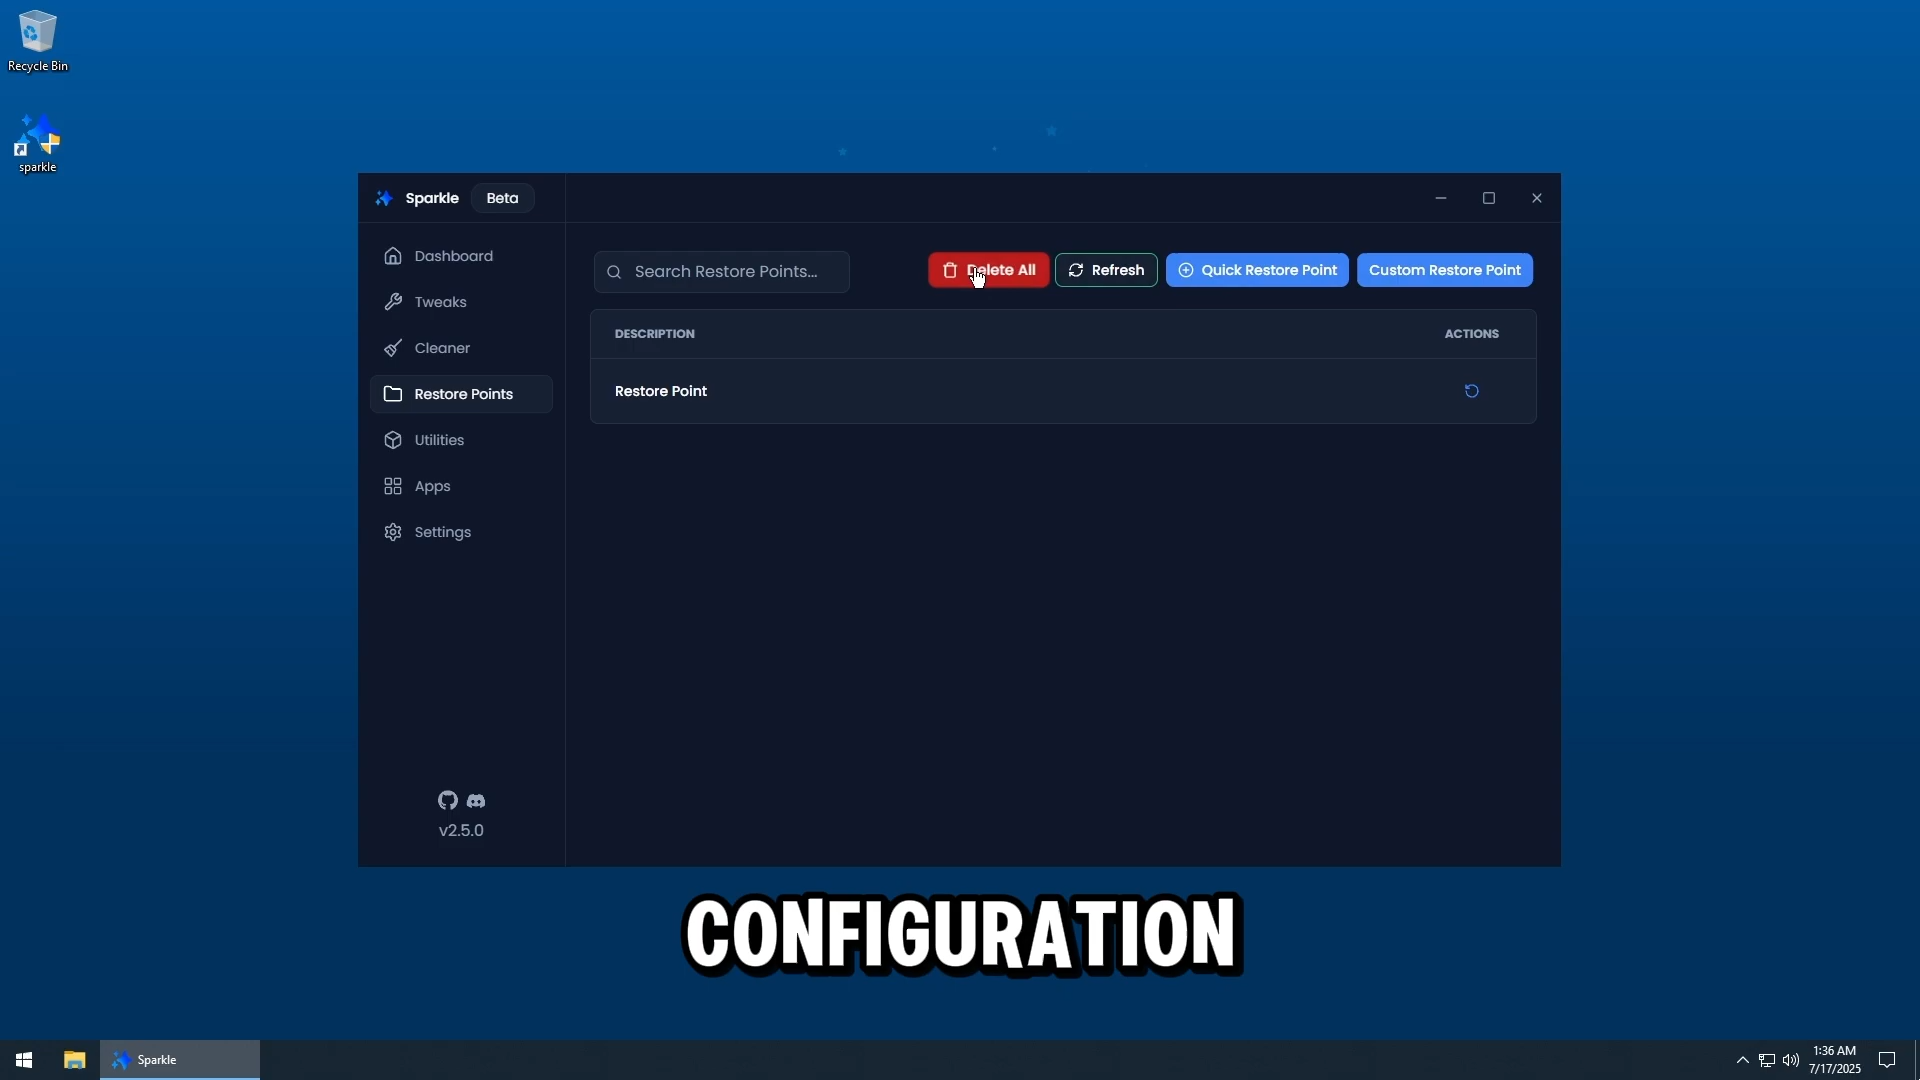 Recycle Bin
sparkle
Sparkle Beta
Dashboard
Tweaks
Cleaner
Restore Points
Utilities
Apps
Settings
v2.5.0
Search Restore Points...
Delete All
Refresh
Quick Restore Point
Custom Restore Point
DESCRIPTION ACTIONS
Restore Point
CONFIGURATION
Sparkle
1:36 AM
7/17/2025